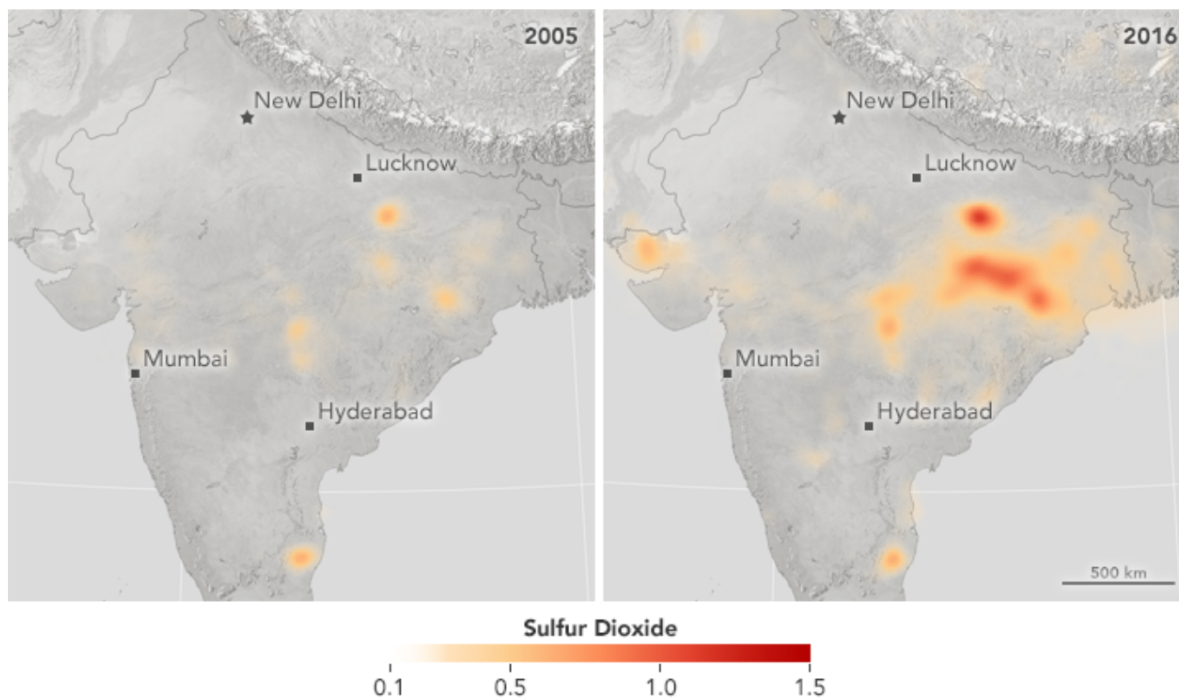 2005
New Delhi
Lucknow
Mumbai
Hyderabad
2016
New Delhi
Lucknow
Mumbai
Hyderabad
500 km
Sulfur Dioxide
0.1 0.5 1.0 1.5